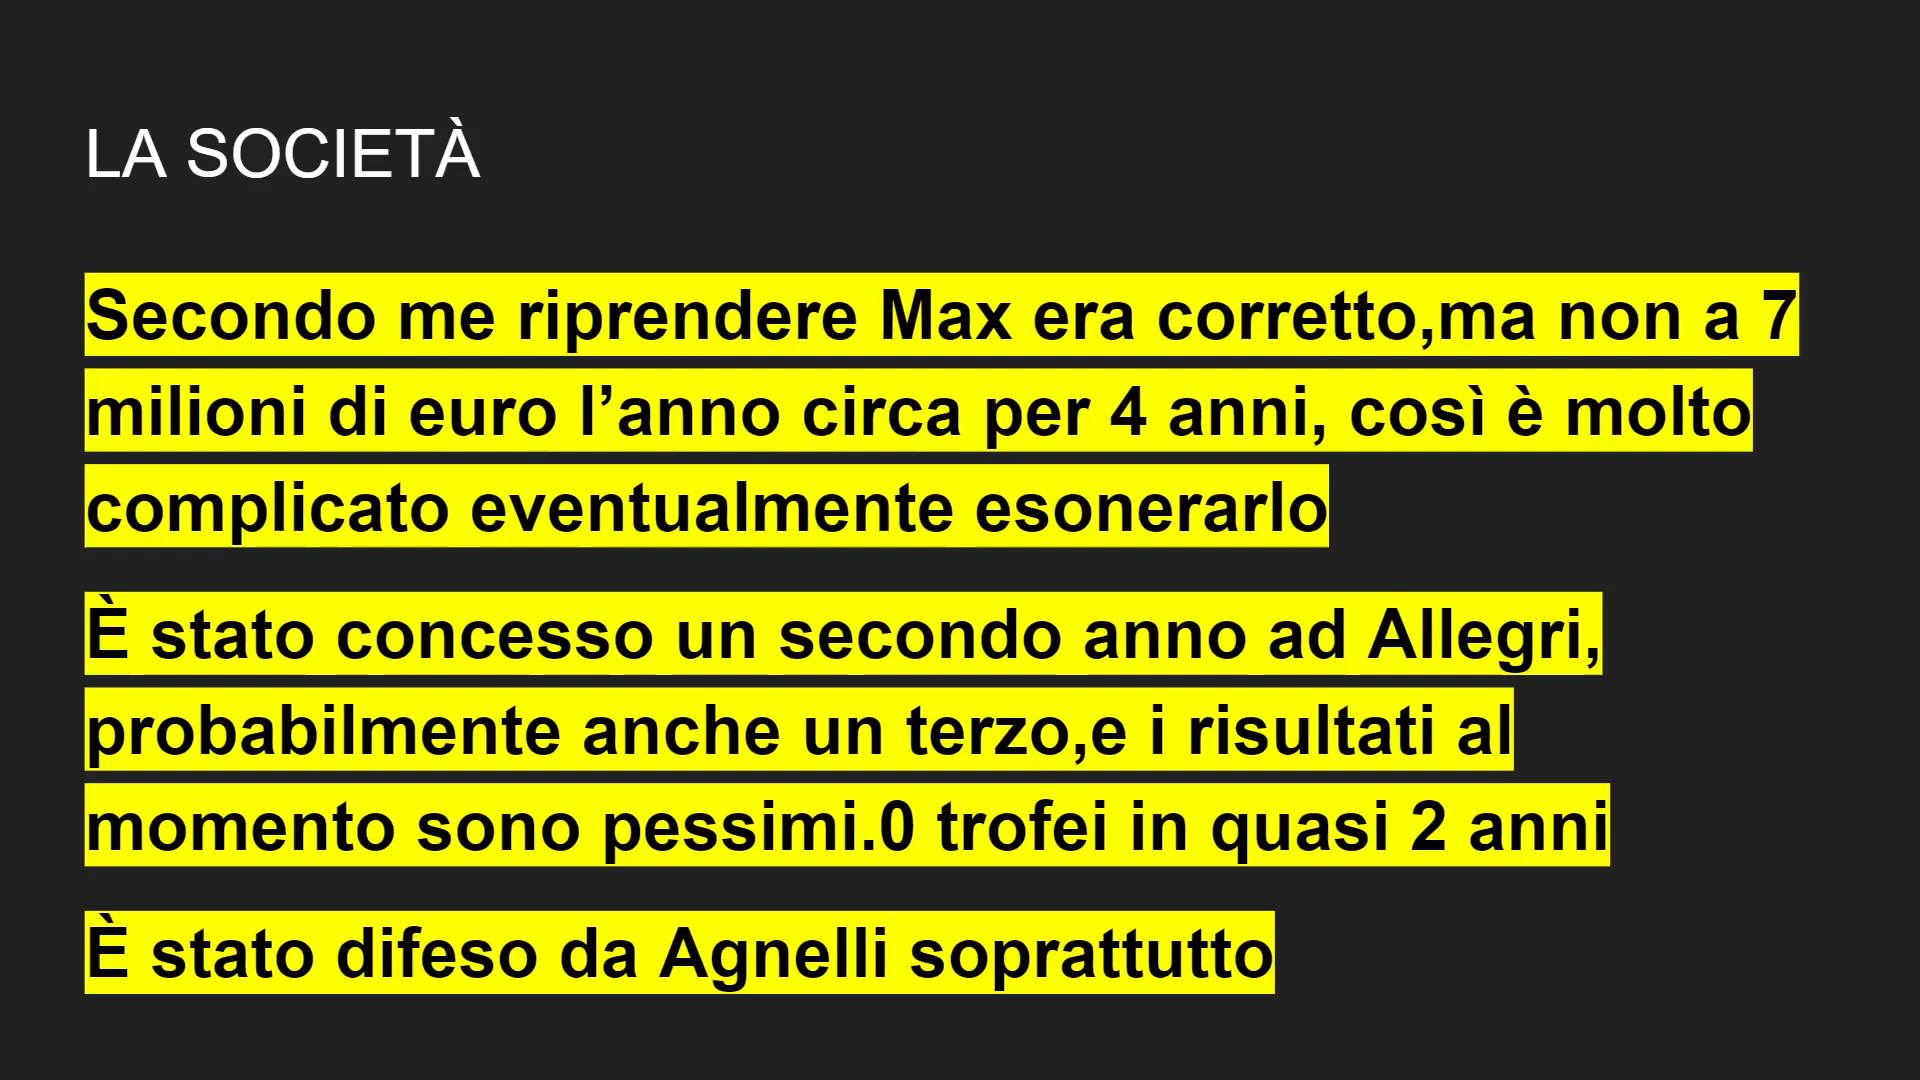 LA SOCIETÀ
Secondo me riprendere Max era corretto,ma non a 7
milioni di euro l’anno circa per 4 anni, così è molto
complicato eventualmente esonerarlo
È stato concesso un secondo anno ad Allegri,
probabilmente anche un terzo,e i risultati al
momento sono pessimi.0 trofei in quasi 2 anni
È stato difeso da Agnelli soprattutto